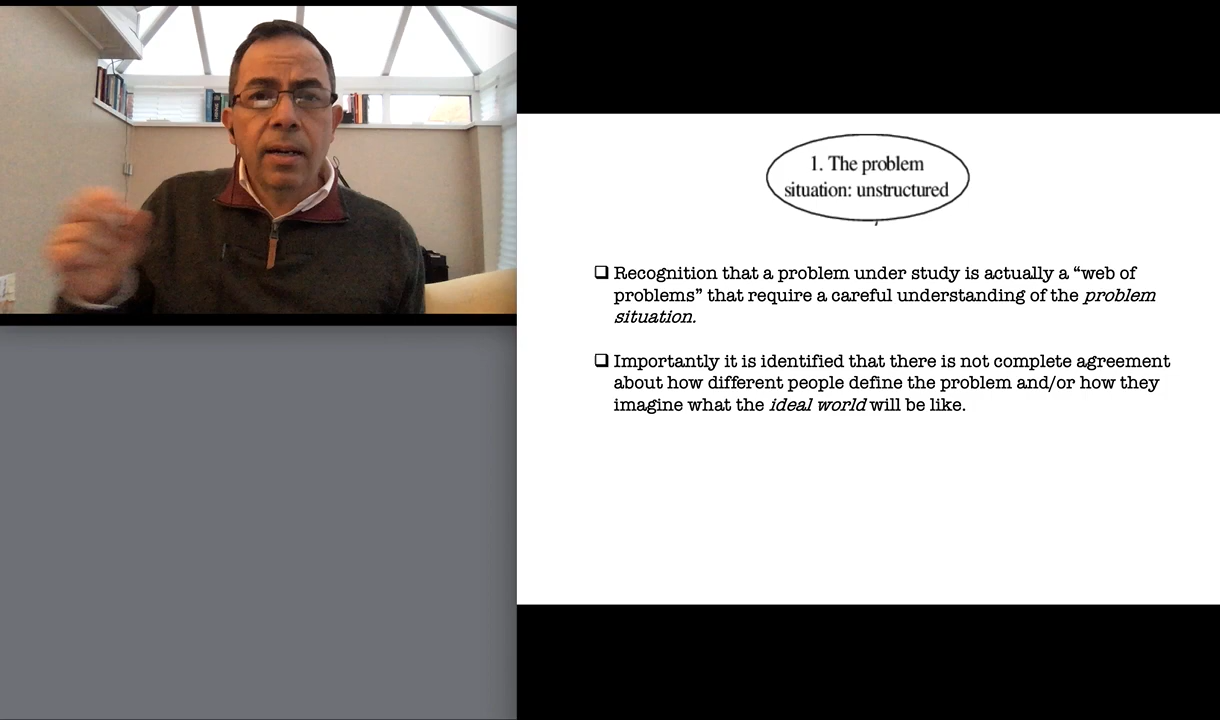 1. The problem
situation: unstructured
Recognition that a problem under study is actually a “web of
problems” that require a careful understanding of the problem
situation.
Importantly it is identified that there is not complete agreement
about how different people define the problem and/or how they
imagine what the ideal world will be like.